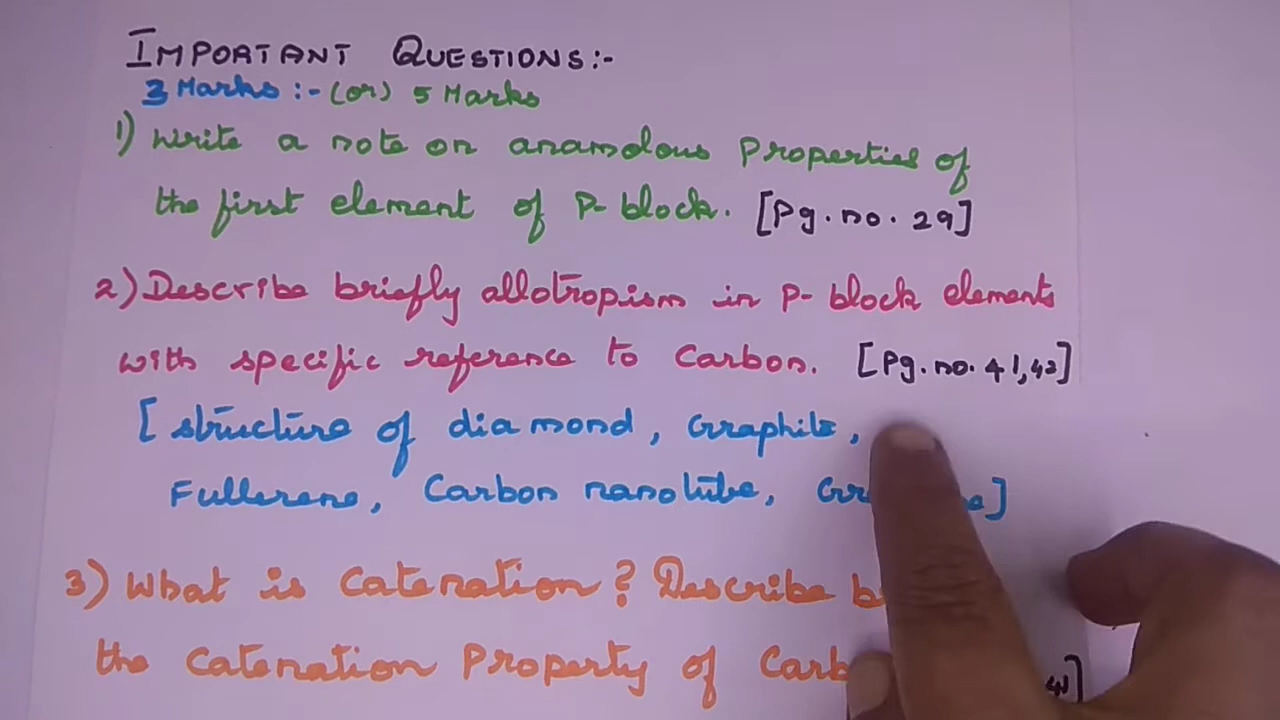 IMPORTANT QUESTIONS:-
3 Marks :- (or) 5 Marks
1) Write a note on anamolous Properties of
the first element of P-block. [Pg.no.29]
2) Describe briefly allotropism in P-block elements
with specific reference to Carbon. [Pg.no.41,42]
[structure of diamond, Graphite,
Fullerene, Carbon nanotube,
3) What is Catenation? Describe
the Catenation Property of